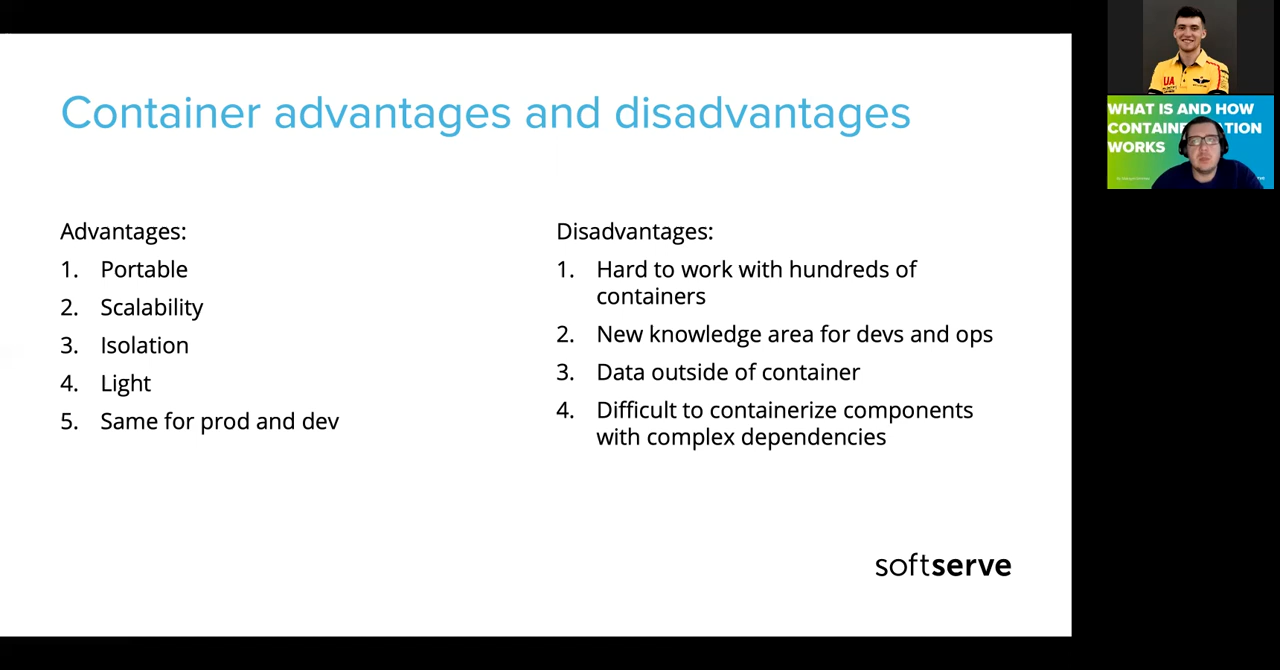 Container advantages and disadvantages
Advantages:
1. Portable
2. Scalability
3. Isolation
4. Light
5. Same for prod and dev
Disadvantages:
1. Hard to work with hundreds of
containers
2. New knowledge area for devs and ops
3. Data outside of container
4. Difficult to containerize components
with complex dependencies
softserve
UA
WHAT IS AND HOW
WORKS